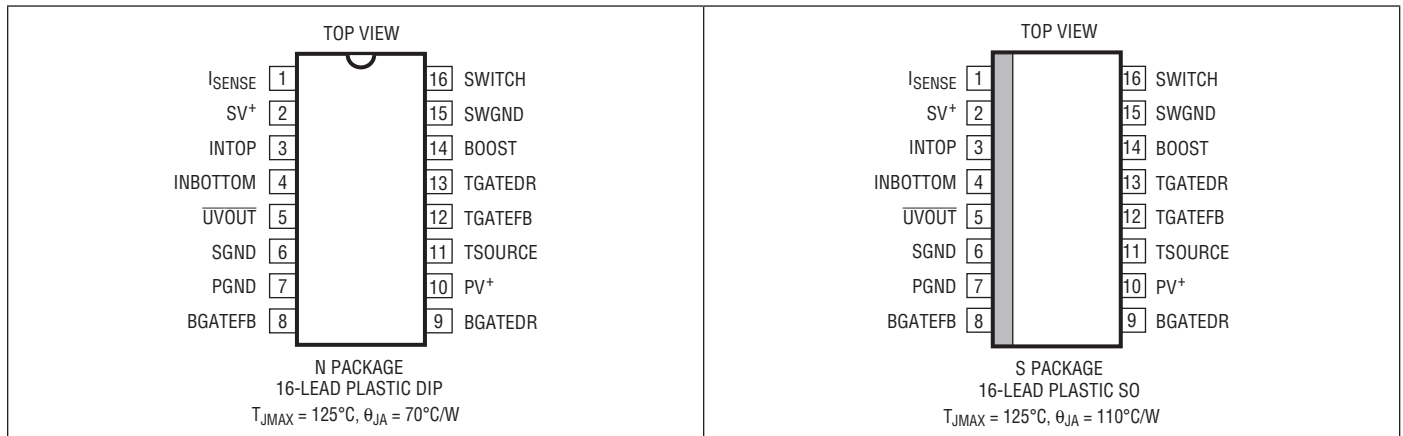 TOP VIEW
ISENSE 1
SV+ 2
INTOP 3
INBOTTOM 4
UVOUT 5
SGND 6
PGND 7
BGATEFB 8
16 SWITCH
15 SWGND
14 BOOST
13 TGATEDR
12 TGATEFB
11 TSOURCE
10 PV+
9 BGATEDR
N PACKAGE
16-LEAD PLASTIC DIP
TJMAX = 125°C, θJA = 70°C/W
TOP VIEW
ISENSE 1
SV+ 2
INTOP 3
INBOTTOM 4
UVOUT 5
SGND 6
PGND 7
BGATEFB 8
16 SWITCH
15 SWGND
14 BOOST
13 TGATEDR
12 TGATEFB
11 TSOURCE
10 PV+
9 BGATEDR
S PACKAGE
16-LEAD PLASTIC SO
TJMAX = 125°C, θJA = 110°C/W